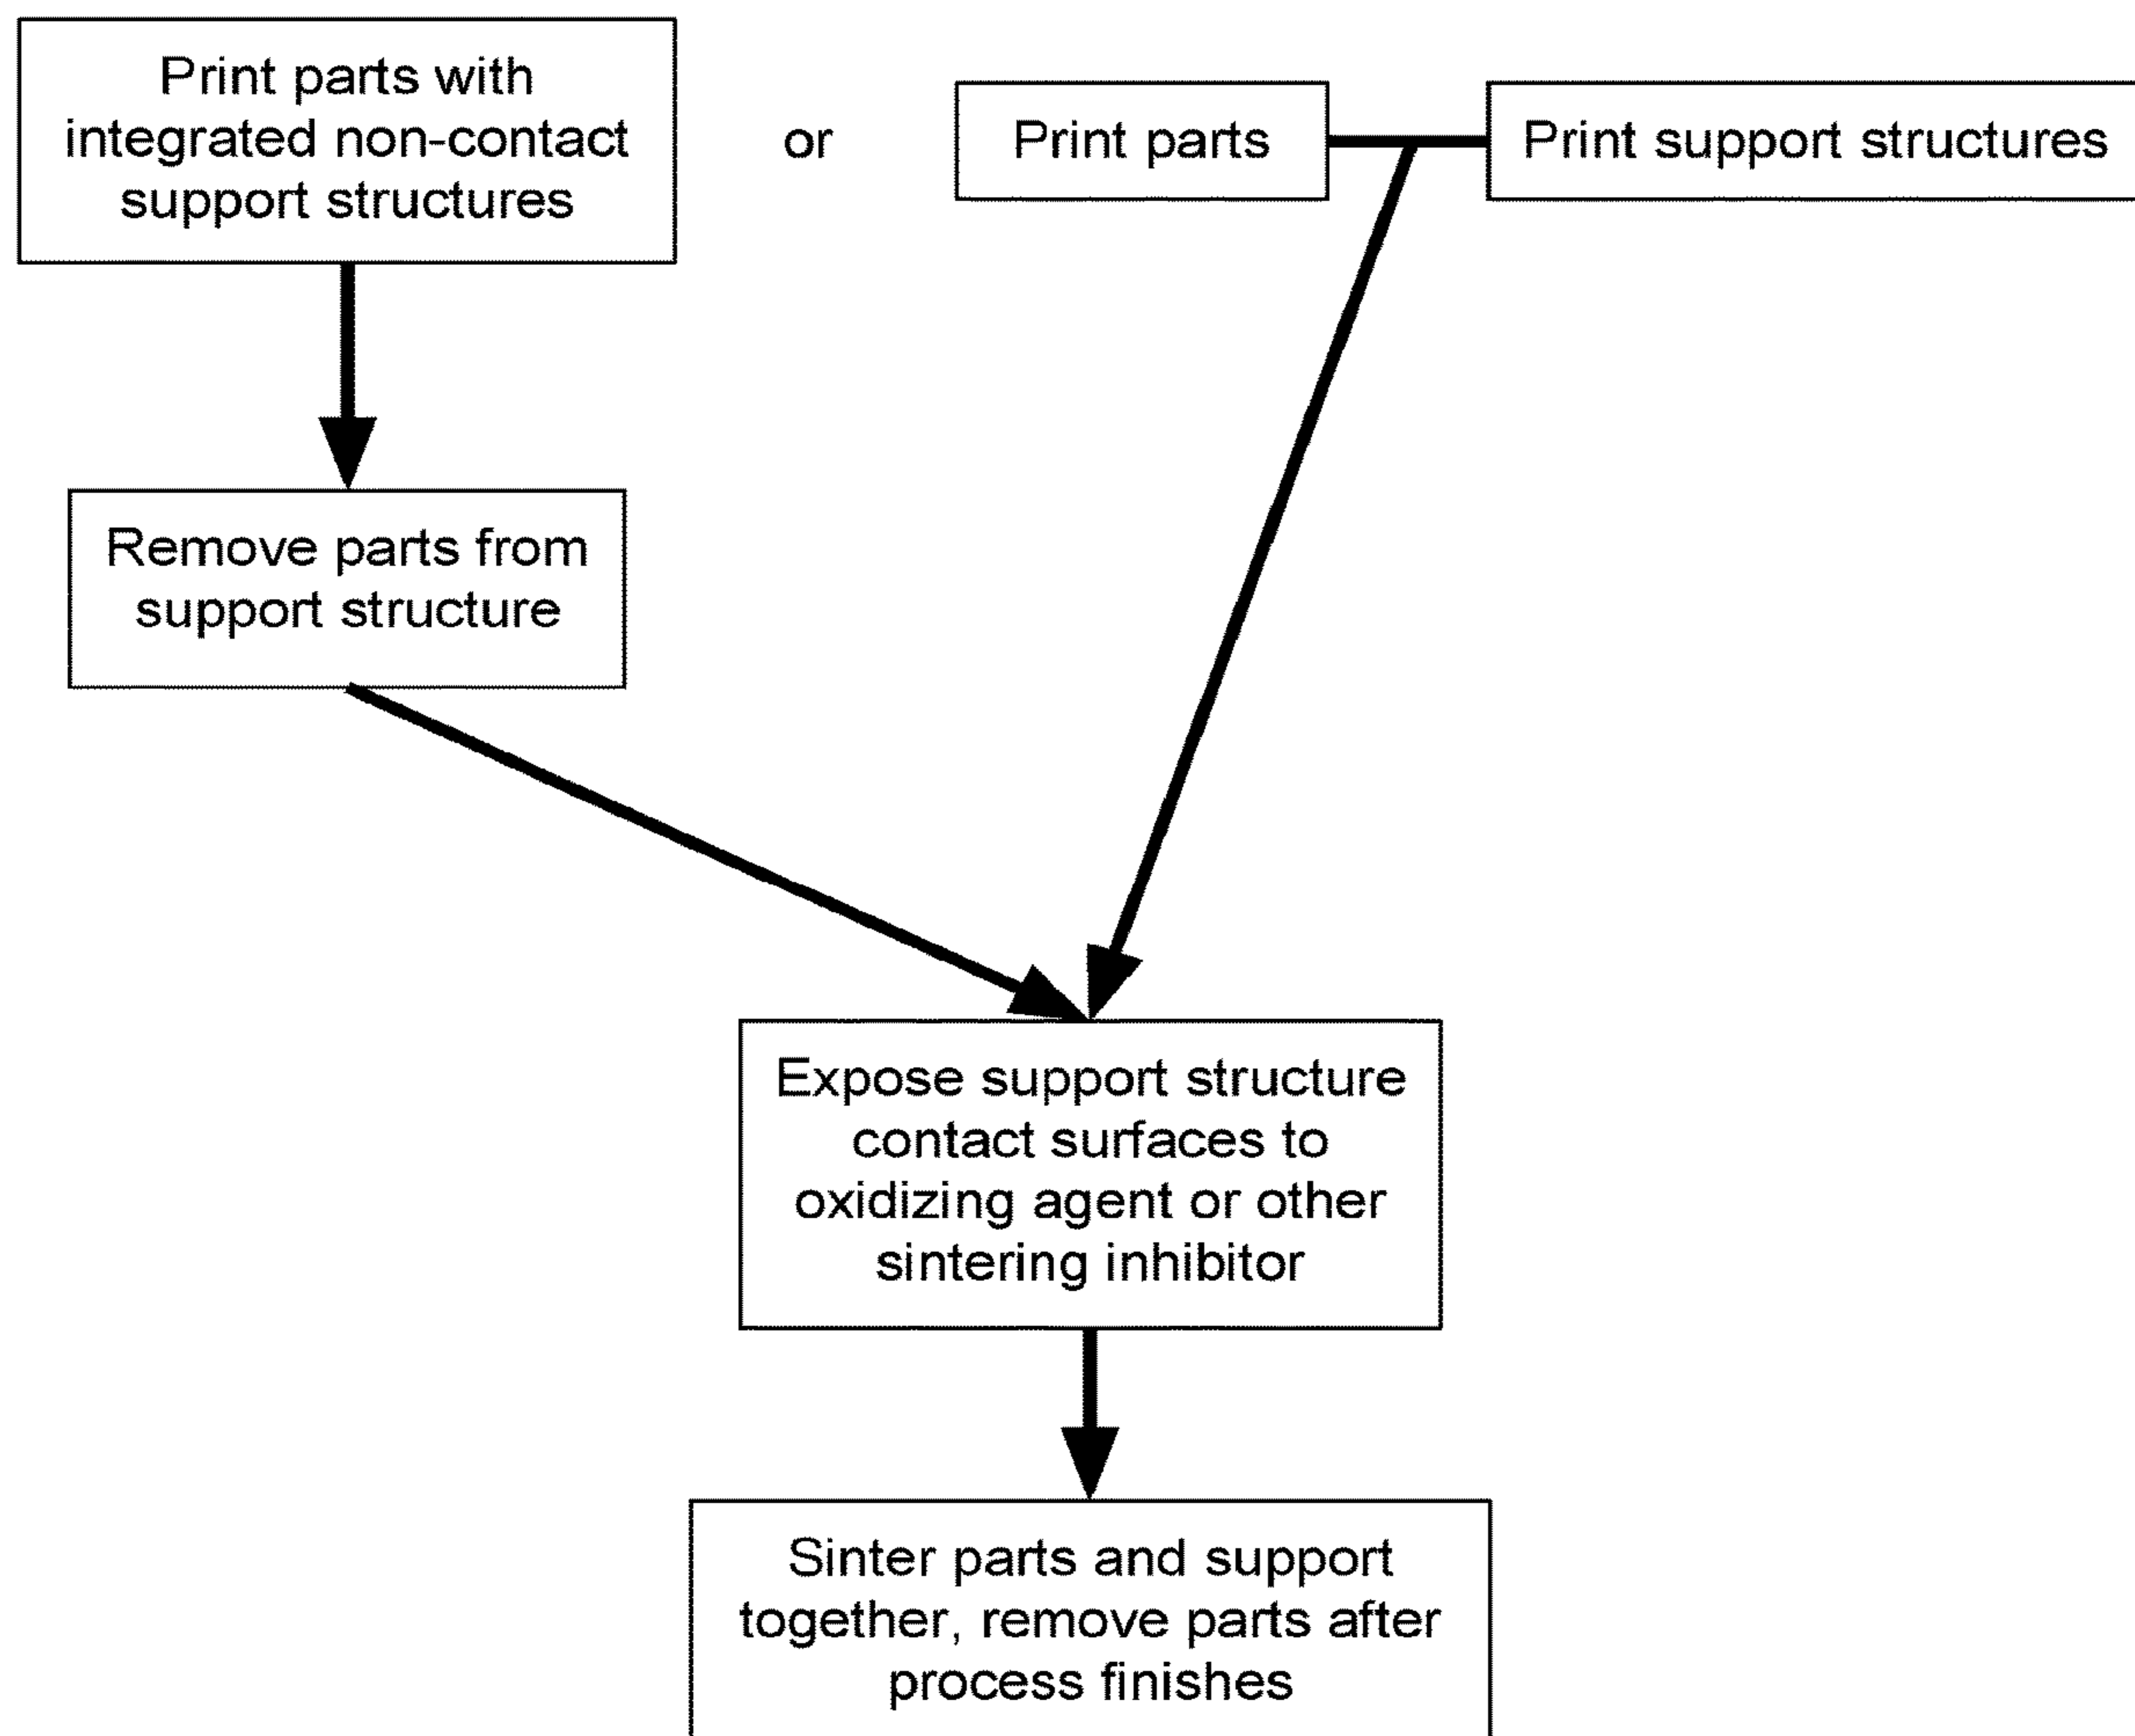 Print parts with
integrated non-contact
support structures
or
Print parts
Print support structures
Remove parts from
support structure
Expose support structure
contact surfaces to
oxidizing agent or other
sintering inhibitor
Sinter parts and support
together, remove parts after
process finishes